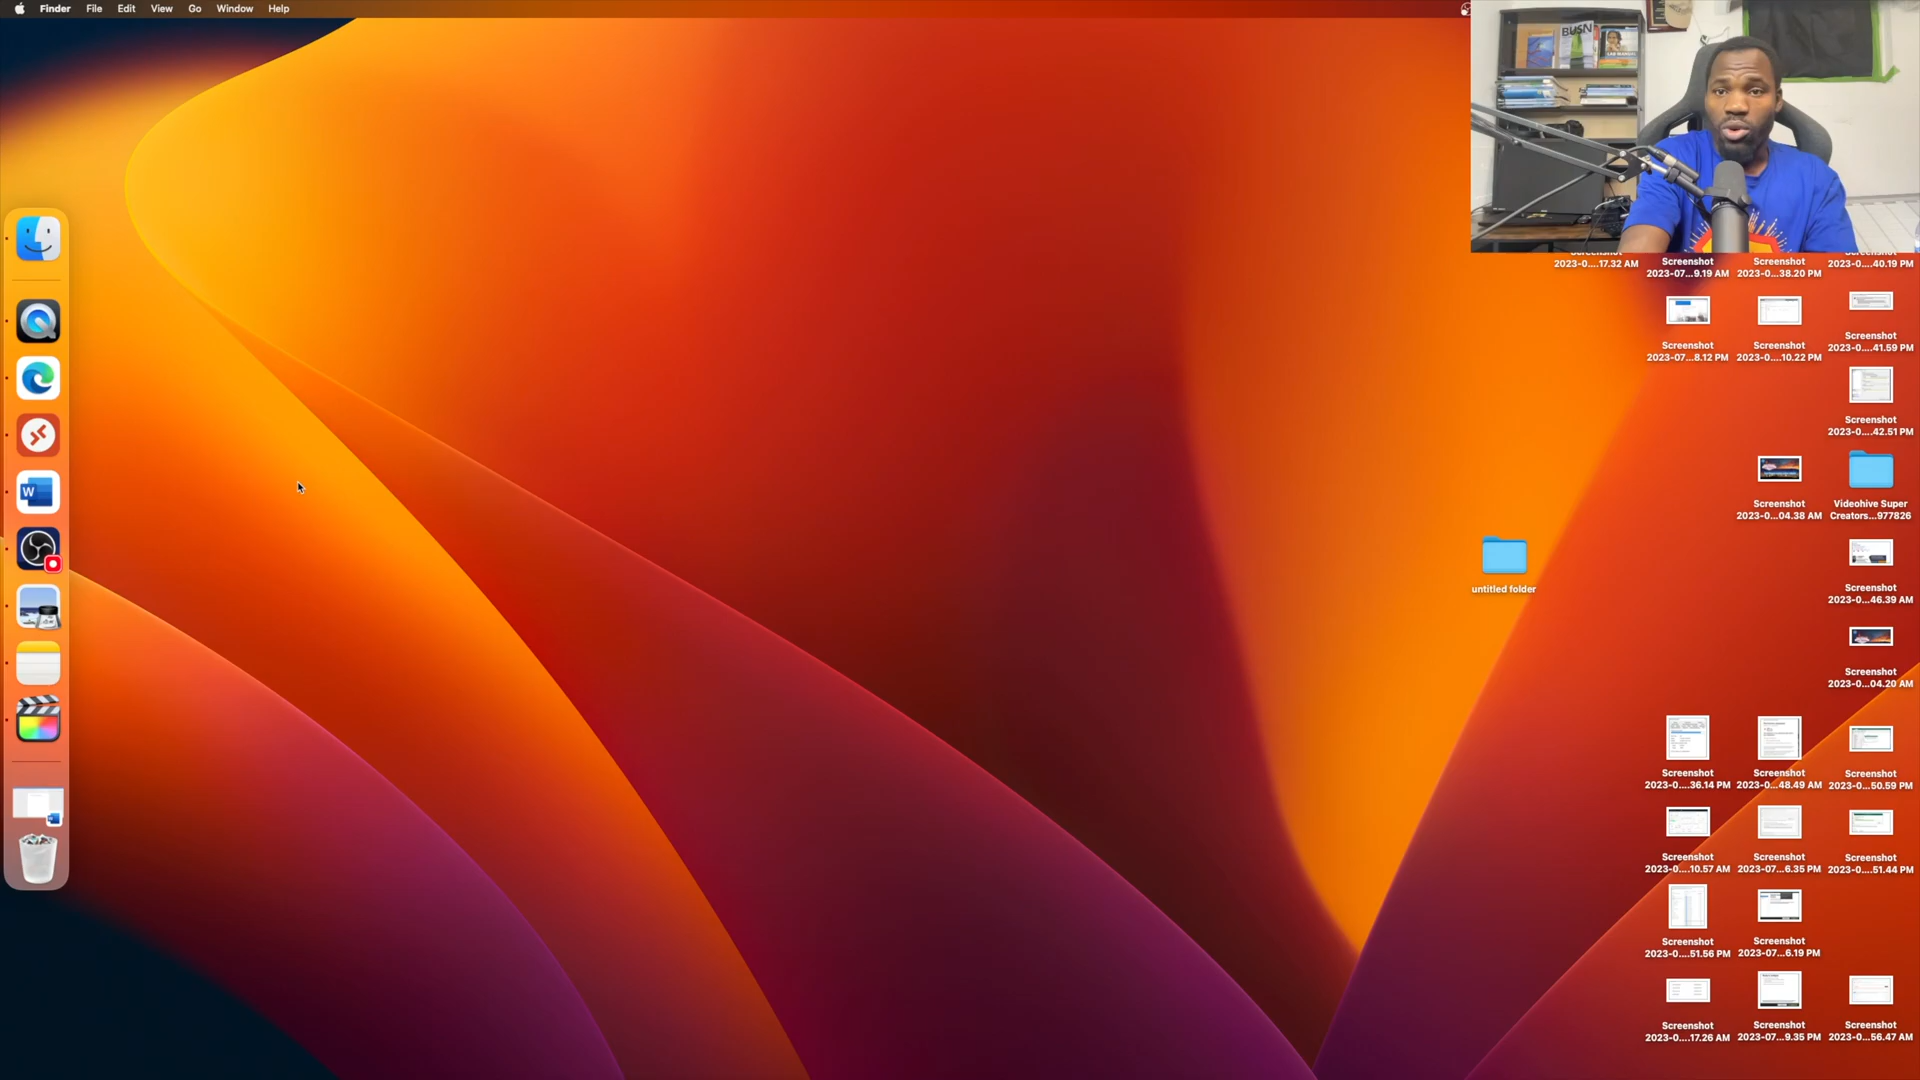 Finder File Edit View Go Window Help
BUSN
Screenshot
2023-0....17.32 AM
Screenshot
2023-07...9.19 AM
Screenshot
2023-0....38.20 PM
2023-0....40.19 PM
Screenshot
2023-07...8.12 PM
Screenshot
2023-0....10.22 PM
Screenshot
2023-0....41.59 PM
Screenshot
2023-0....42.51 PM
Screenshot
2023-0...04.38 AM
Videohive Super
Creators...977826
untitled folder
Screenshot
2023-0...46.39 AM
Screenshot
2023-0...04.20 AM
Screenshot
2023-0....36.14 PM
Screenshot
2023-0...48.49 AM
Screenshot
2023-0...50.59 PM
Screenshot
2023-0....10.57 AM
Screenshot
2023-07...6.35 PM
Screenshot
2023-0....51.44 PM
Screenshot
2023-0....51.56 PM
Screenshot
2023-07...6.19 PM
Screenshot
2023-0....17.26 AM
Screenshot
2023-07...9.35 PM
Screenshot
2023-0...56.47 AM
W